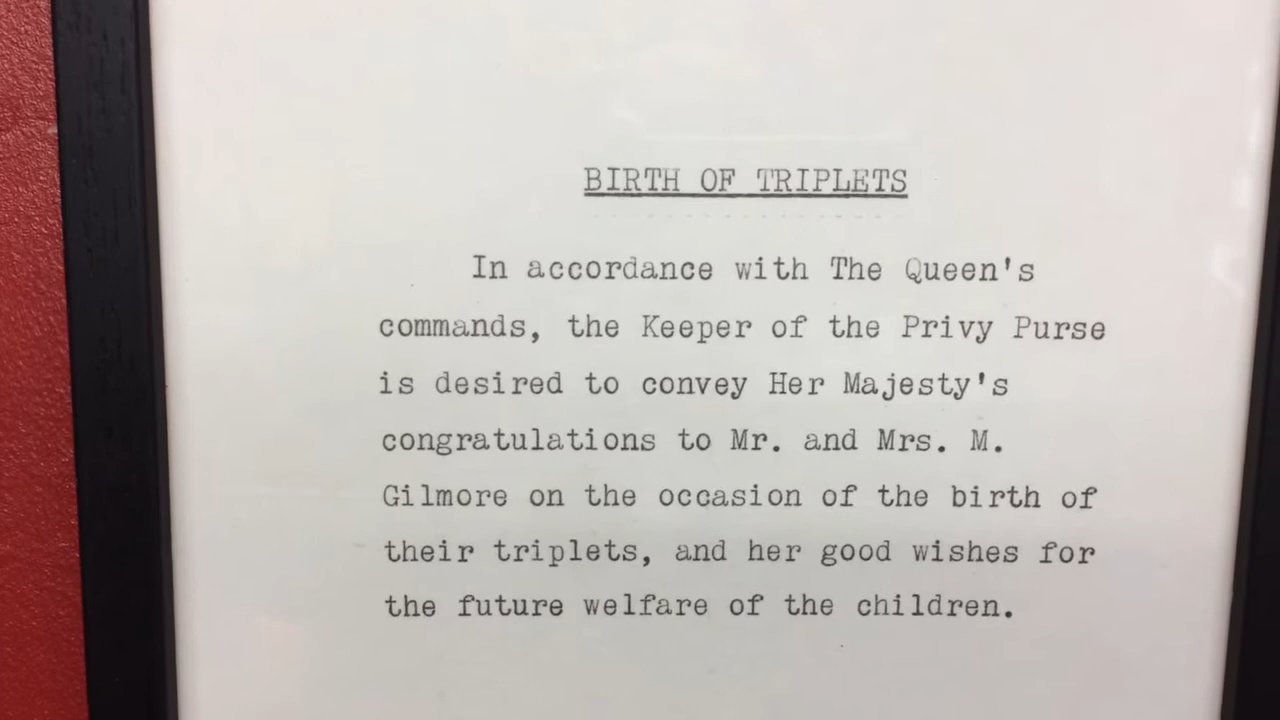 BIRTH OF TRIPLETS
In accordance with The Queen's
commands, the Keeper of the Privy Purse
is desired to convey Her Majesty's
congratulations to Mr. and Mrs. M.
Gilmore on the occasion of the birth of
their triplets, and her good wishes for
the future welfare of the children.